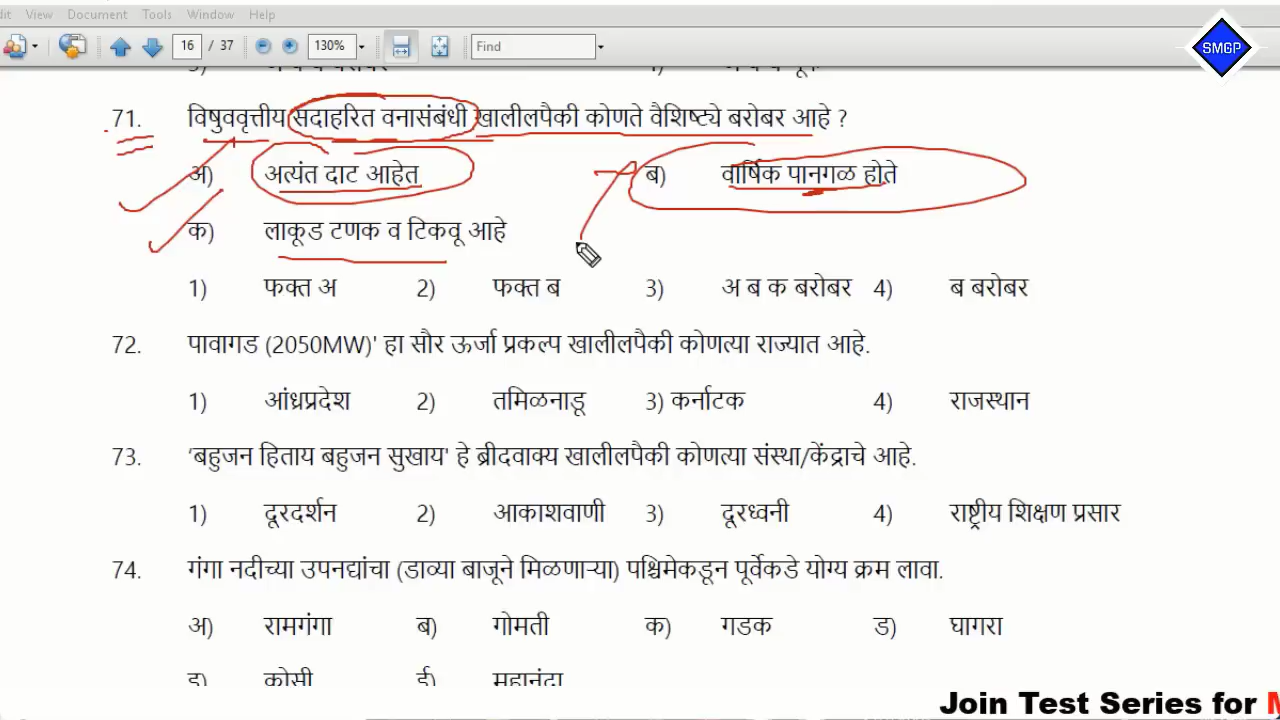 dit View Document Tools Window Help
16 / 37 130% Find
SMGP
71. विषुववृत्तीय सदाहरित वनासंबंधी खालीलपैकी कोणते वैशिष्ट्ये बरोबर आहे ?
अ) अत्यंत दाट आहेत ब) वार्षिक पानगळ होते
क) लाकूड टणक व टिकवू आहे
1) फक्त अ 2) फक्त ब 3) अ ब क बरोबर 4) ब बरोबर
72. पावागड (2050MW)' हा सौर ऊर्जा प्रकल्प खालीलपैकी कोणत्या राज्यात आहे.
1) आंध्रप्रदेश 2) तमिळनाडू 3) कर्नाटक 4) राजस्थान
73. ‘बहुजन हिताय बहुजन सुखाय' हे ब्रीदवाक्य खालीलपैकी कोणत्या संस्था/केंद्राचे आहे.
1) दूरदर्शन 2) आकाशवाणी 3) दूरध्वनी 4) राष्ट्रीय शिक्षण प्रसार
74. गंगा नदीच्या उपनद्यांचा (डाव्या बाजूने मिळणाऱ्या) पश्चिमेकडून पूर्वेकडे योग्य क्रम लावा.
अ) रामगंगा ब) गोमती क) गडक ड) घागरा
इ) कोसी ई) महानंदा
Join Test Series for M